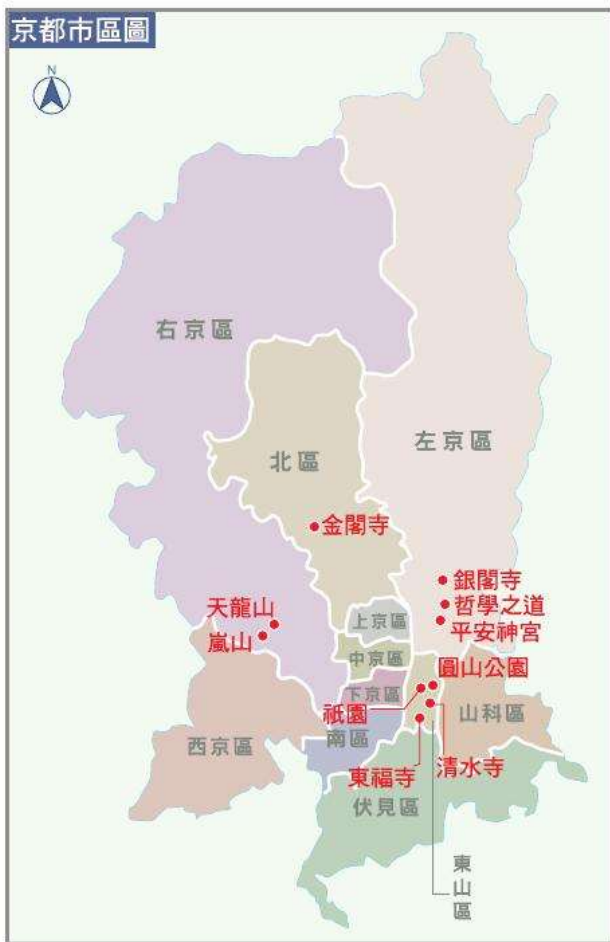 京都市區圖
N
右京區
左京區
北區
金閣寺
銀閣寺
哲學之道
平安神宮
天龍山
嵐山
上京區
中京區
下京區
圓山公園
祇園
南區
山科區
西京區
東福寺
清水寺
伏見區
東山區